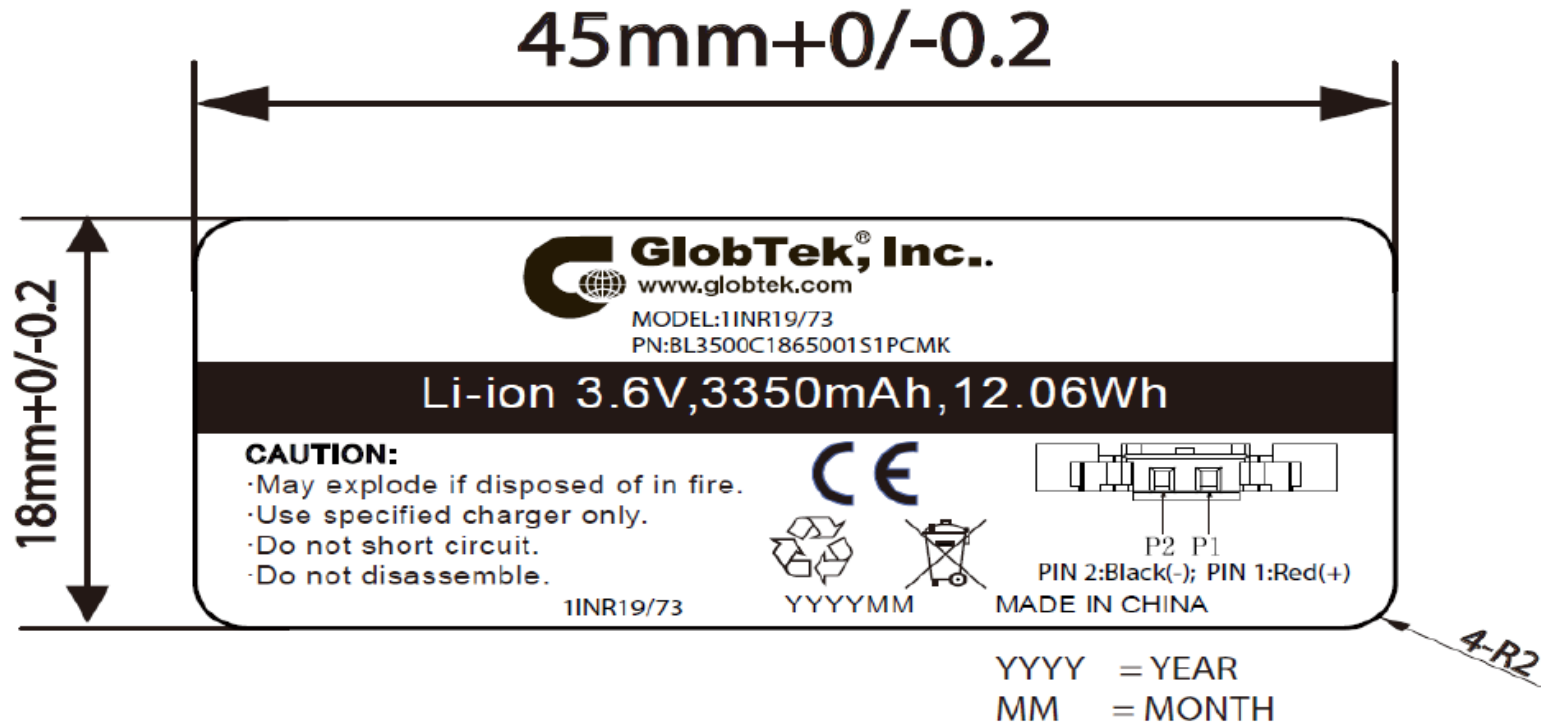 45mm+0/-0.2
18mm+0/-0.2
GlobTek®, Inc..
www.globtek.com
MODEL:1INR19/73
PN:BL3500C1865001S1PCMK
Li-ion 3.6V,3350mAh,12.06Wh
CAUTION:
·May explode if disposed of in fire.
·Use specified charger only.
·Do not short circuit.
·Do not disassemble.
1INR19/73
CE
YYYYMM
P2 P1
PIN 2:Black(-); PIN 1:Red(+)
MADE IN CHINA
4-R2
YYYY = YEAR
MM = MONTH